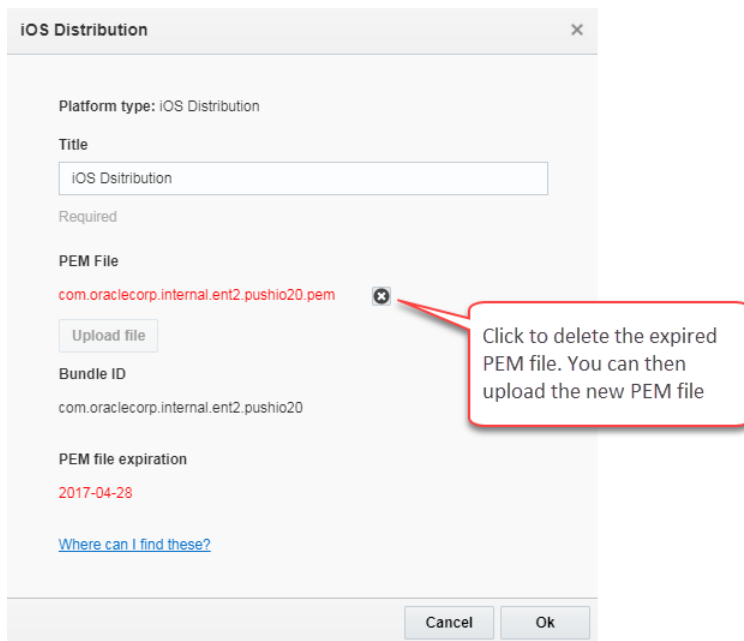 iOS Distribution
Platform type: iOS Distribution
Title
iOS Dsitribution
Required
PEM File
com.oraclecorp.internal.ent2.pushio20.pem
Click to delete the expired
PEM file. You can then
upload the new PEM file
Upload file
Bundle ID
com.oraclecorp.internal.ent2.pushio20
PEM file expiration
2017-04-28
Where can I find these?
Cancel
Ok